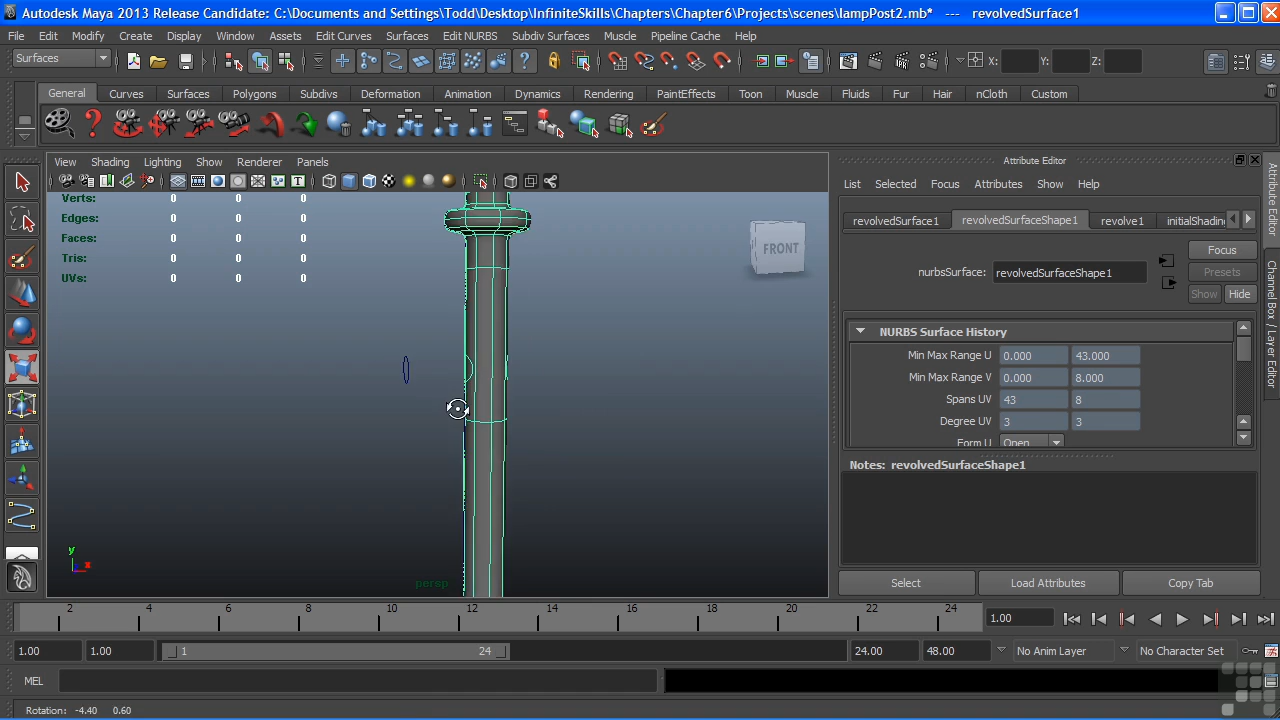 Autodesk Maya 2013 Release Candidate: C:\Documents and Settings\Todd\Desktop\InfiniteSkills\Chapters\Chapter6\Projects\scenes\lampPost2.mb* --- revolvedSurface1
File Edit Modify Create Display Window Assets Edit Curves Surfaces Edit NURBS Subdiv Surfaces Muscle Pipeline Cache Help
Surfaces X: Y: Z:
General Curves Surfaces Polygons Subdivs Deformation Animation Dynamics Rendering PaintEffects Toon Muscle Fluids Fur Hair nCloth Custom
View Shading Lighting Show Renderer Panels
Attribute Editor
List Selected Focus Attributes Show Help
Verts: 0 0 0
Edges: 0 0 0
Faces: 0 0 0
Tris: 0 0 0
UVs: 0 0 0
FRONT
y
x
persp
revolvedSurface1 revolvedSurfaceShape1 revolve1 initialShadin
Focus
nurbsSurface: revolvedSurfaceShape1 Presets
Show Hide
NURBS Surface History
Min Max Range U 0.000 43.000
Min Max Range V 0.000 8.000
Spans UV 43 8
Degree UV 3 3
Form U Open
Notes: revolvedSurfaceShape1
Select Load Attributes Copy Tab
Attribute Editor
Channel Box / Layer Editor
2 4 6 8 10 12 14 16 18 20 22 24 1.00
1.00 1.00 1 24 24.00 48.00 No Anim Layer No Character Set
MEL
Rotation: -4.40 0.60